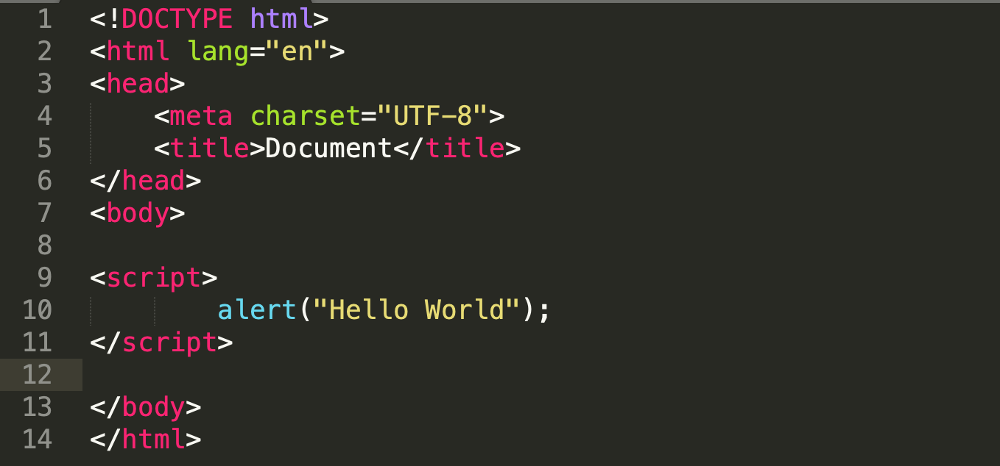 1 <!DOCTYPE html>
2 <html lang="en">
3 <head>
4     <meta charset="UTF-8">
5     <title>Document</title>
6 </head>
7 <body>
8
9 <script>
10         alert("Hello World");
11 </script>
12
13 </body>
14 </html>